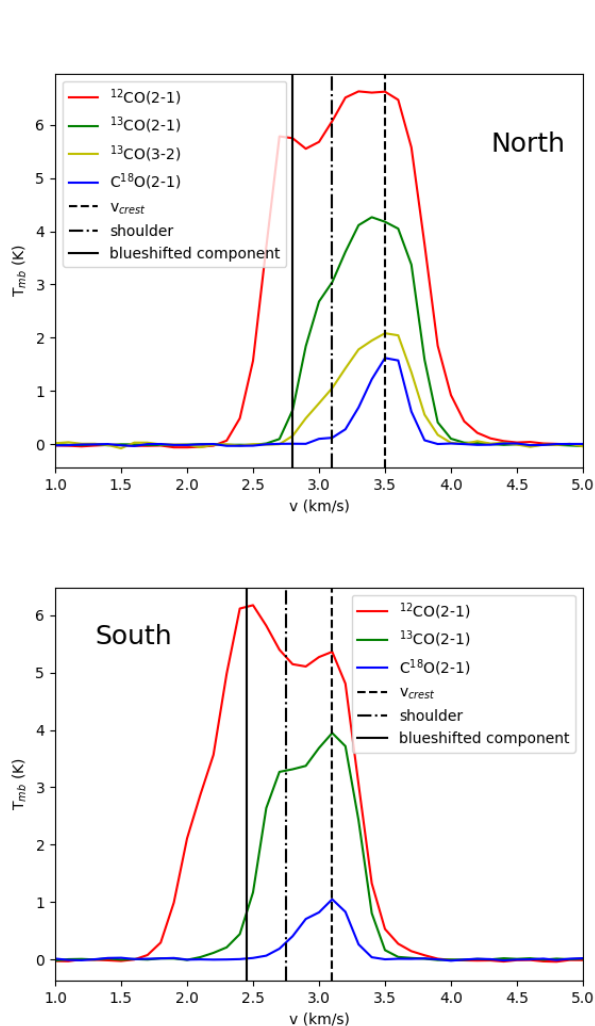 ¹²CO(2-1)
¹³CO(2-1)
¹³CO(3-2)
C¹⁸O(2-1)
v_crest
shoulder
blueshifted component
North
T_mb (K)
6
5
4
3
2
1
0
1.0 1.5 2.0 2.5 3.0 3.5 4.0 4.5 5.0
v (km/s)
South
¹²CO(2-1)
¹³CO(2-1)
C¹⁸O(2-1)
v_crest
shoulder
blueshifted component
T_mb (K)
6
5
4
3
2
1
0
1.0 1.5 2.0 2.5 3.0 3.5 4.0 4.5 5.0
v (km/s)